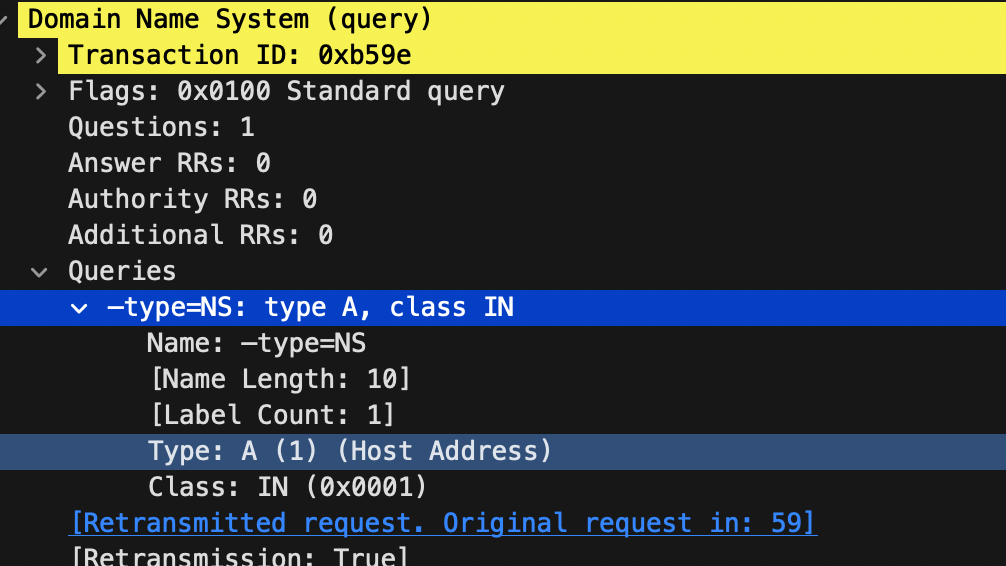 Domain Name System (query)
Transaction ID: 0xb59e
Flags: 0x0100 Standard query
Questions: 1
Answer RRs: 0
Authority RRs: 0
Additional RRs: 0
Queries
–type=NS: type A, class IN
Name: –type=NS
[Name Length: 10]
[Label Count: 1]
Type: A (1) (Host Address)
Class: IN (0x0001)
[Retransmitted request. Original request in: 59]
[Retransmission: True]